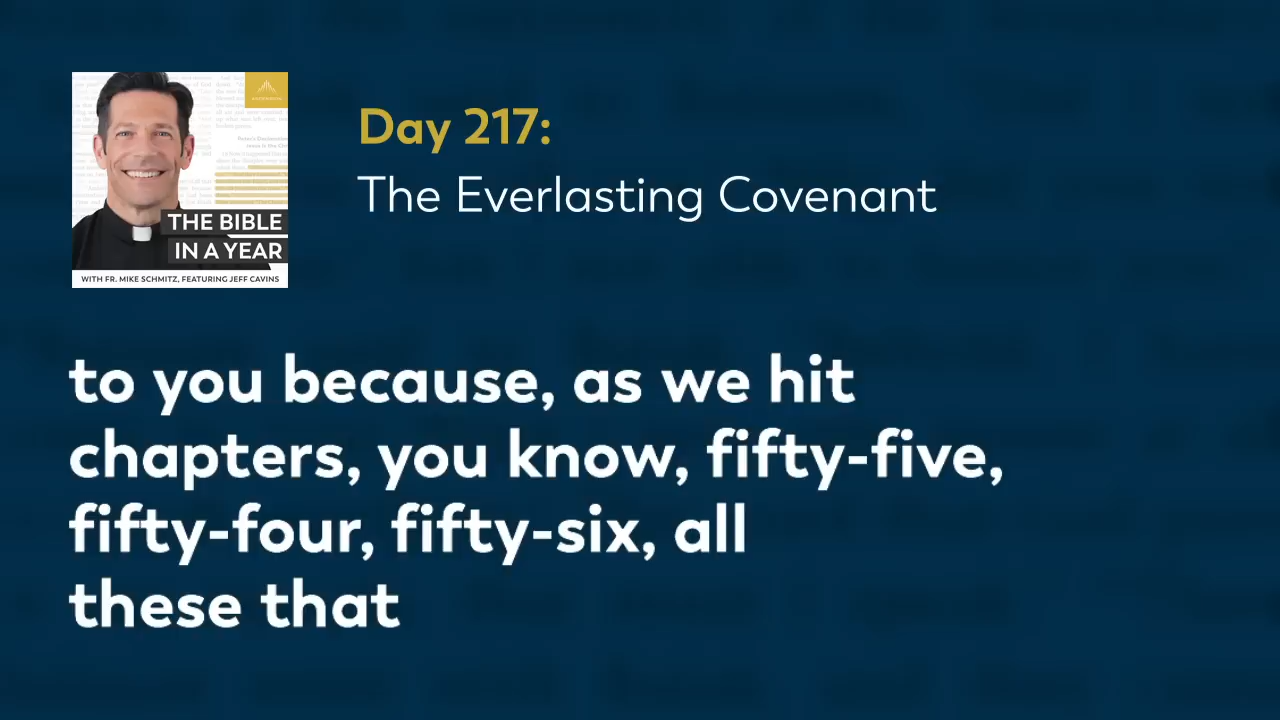 THE BIBLE
IN A YEAR
WITH FR. MIKE SCHMITZ, FEATURING JEFF CAVINS
Day 217:
The Everlasting Covenant
to you because, as we hit
chapters, you know, fifty-five,
fifty-four, fifty-six, all
these that